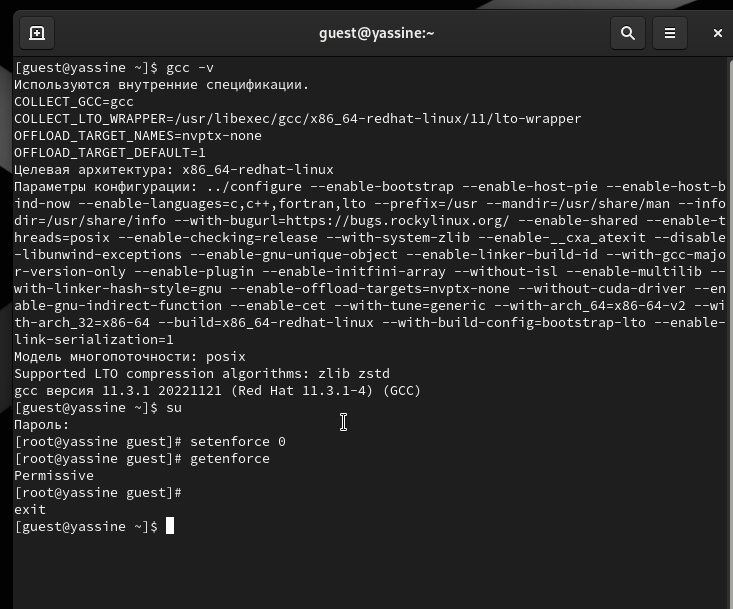 guest@yassine:~
[guest@yassine ~]$ gcc -v
Используются внутренние спецификации.
COLLECT_GCC=gcc
COLLECT_LTO_WRAPPER=/usr/libexec/gcc/x86_64-redhat-linux/11/lto-wrapper
OFFLOAD_TARGET_NAMES=nvptx-none
OFFLOAD_TARGET_DEFAULT=1
Целевая архитектура: x86_64-redhat-linux
Параметры конфигурации: ../configure --enable-bootstrap --enable-host-pie --enable-host-b
ind-now --enable-languages=c,c++,fortran,lto --prefix=/usr --mandir=/usr/share/man --info
dir=/usr/share/info --with-bugurl=https://bugs.rockylinux.org/ --enable-shared --enable-t
hreads=posix --enable-checking=release --with-system-zlib --enable-__cxa_atexit --disable
-libunwind-exceptions --enable-gnu-unique-object --enable-linker-build-id --with-gcc-majo
r-version-only --enable-plugin --enable-initfini-array --without-isl --enable-multilib --
with-linker-hash-style=gnu --enable-offload-targets=nvptx-none --without-cuda-driver --en
able-gnu-indirect-function --enable-cet --with-tune=generic --with-arch_64=x86-64-v2 --wi
th-arch_32=x86-64 --build=x86_64-redhat-linux --with-build-config=bootstrap-lto --enable-
link-serialization=1
Модель многопоточности: posix
Supported LTO compression algorithms: zlib zstd
gcc версия 11.3.1 20221121 (Red Hat 11.3.1-4) (GCC)
[guest@yassine ~]$ su
Пароль:
[root@yassine guest]# setenforce 0
[root@yassine guest]# getenforce
Permissive
[root@yassine guest]#
exit
[guest@yassine ~]$